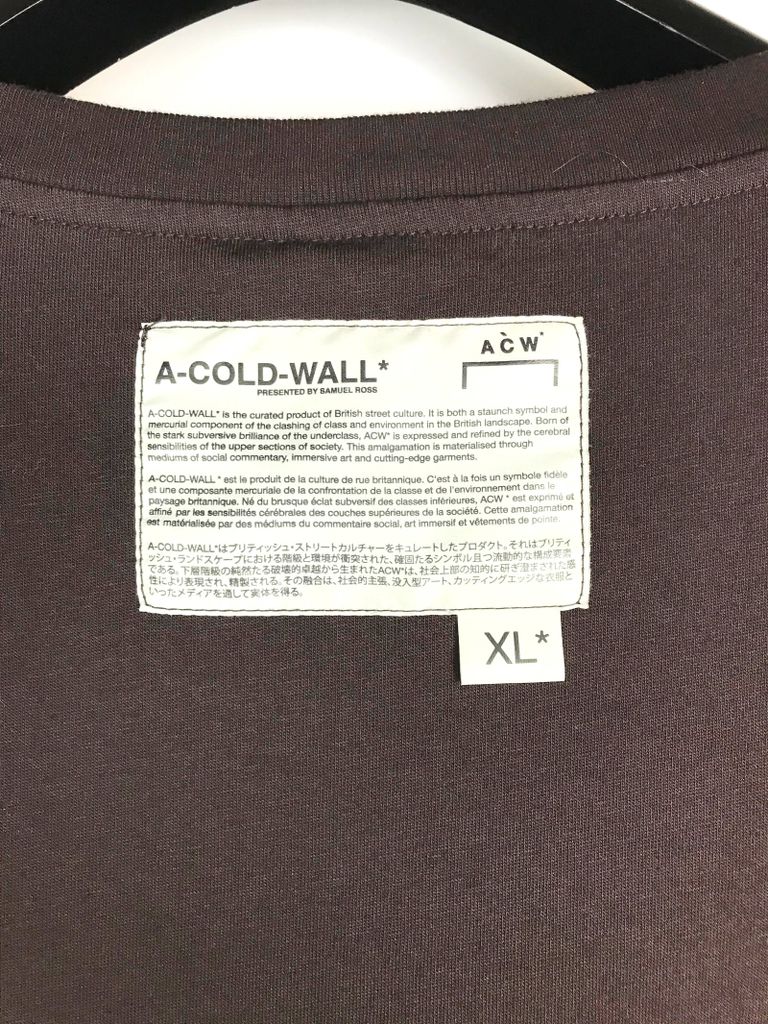 A-COLD-WALL*
PRESENTED BY SAMUEL ROSS
AÒW*
A-COLD-WALL* is the curated product of British street culture. It is both a staunch symbol and
mercurial component of the clashing of class and environment in the British landscape. Born of
the stark subversive brilliance of the underclass, ACW* is expressed and refined by the cerebral
sensibilities of the upper sections of society. This amalgamation is materialised through
mediums of social commentary, immersive art and cutting-edge garments.
A-COLD-WALL * est le produit de la culture de rue britannique. C'est à la fois un symbole fidèle
et une composante mercuriale de la confrontation de la classe et de l'environnement dans le
paysage britannique. Né du brusque éclat subversif des classes inférieures, ACW * est exprimé et
affiné par les sensibilités cérébrales des couches supérieures de la société. Cette amalgamation
est matérialisée par des médiums du commentaire social, art immersif et vêtements de pointe.
A-COLD-WALL*はブリティッシュ・ストリートカルチャーをキュレートしたプロダクト。それはブリティ
ッシュ・ランドスケープにおける階級と環境が衝突された、確固たるシンボル且つ流動的な構成要素
である。下層階級の純然たる破壊的卓越から生まれたACW*は、社会上部の知的に研ぎ澄まされた感
性により表現され、精製される。その融合は、社会的主張、没入型アート、カッティングエッジな衣服と
いったメディアを通して実体を得る。
XL*